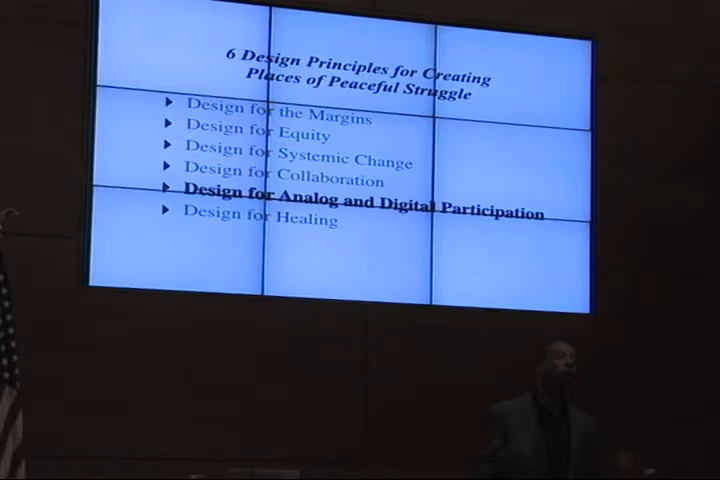 6 Design Principles for Creating
Places of Peaceful Struggle
Design for the Margins
Design for Equity
Design for Systemic Change
Design for Collaboration
Design for Analog and Digital Participation
Design for Healing